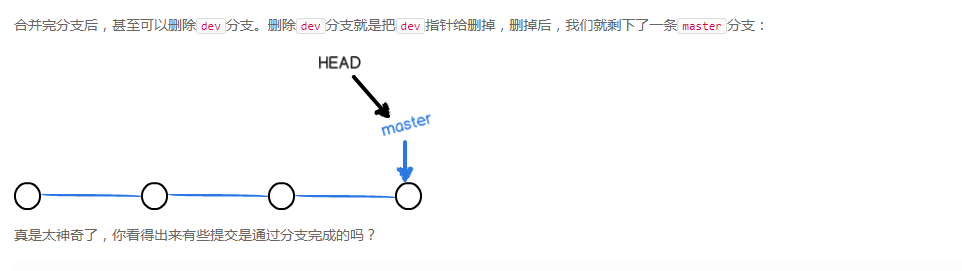 合并完分支后，甚至可以删除dev分支。删除dev分支就是把dev指针给删掉，删掉后，我们就剩下了一条master分支：
HEAD
master
真是太神奇了，你看得出来有些提交是通过分支完成的吗？